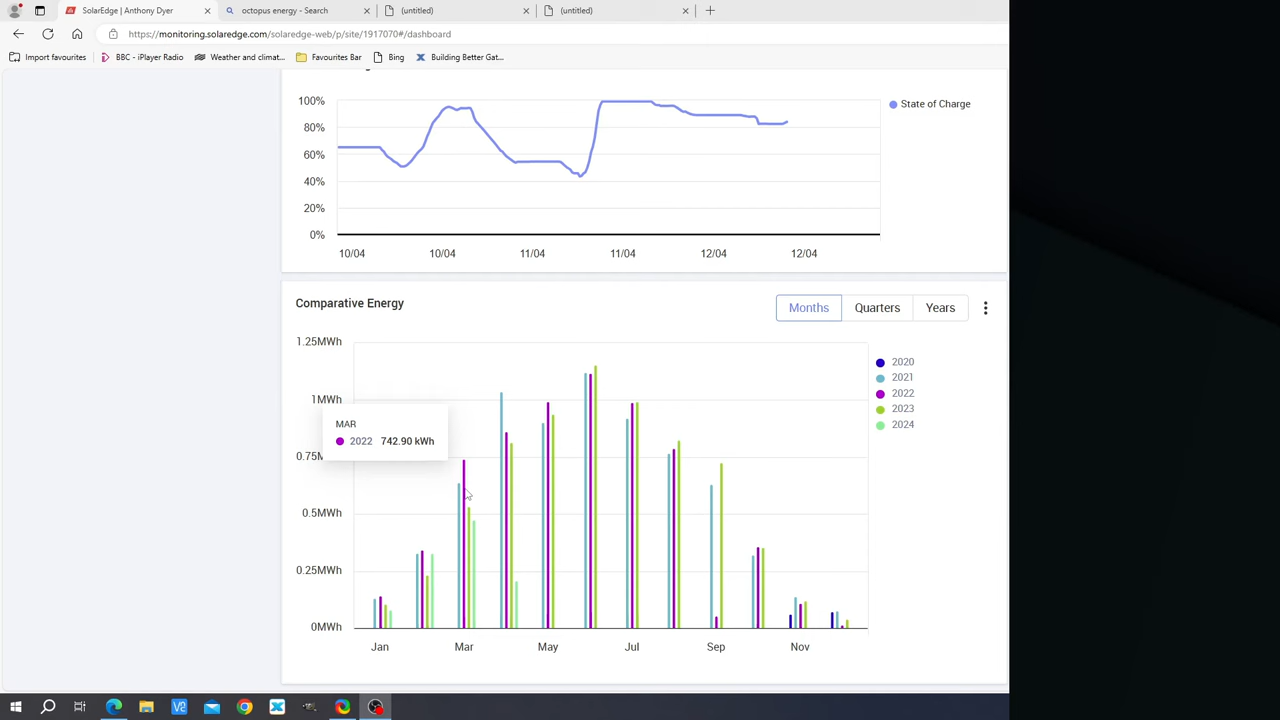 SolarEdge | Anthony Dyer
octopus energy - Search
(untitled)
(untitled)
https://monitoring.solaredge.com/solaredge-web/p/site/1917070#/dashboard
Import favourites
BBC - iPlayer Radio
Weather and climat...
Favourites Bar
Bing
Building Better Gat...
100%
80%
60%
40%
20%
0%
State of Charge
10/04
10/04
11/04
11/04
12/04
12/04
Comparative Energy
Months
Quarters
Years
1.25MWh
1MWh
0.75M
0.5MWh
0.25MWh
0MWh
MAR
2022 742.90 kWh
2020
2021
2022
2023
2024
Jan
Mar
May
Jul
Sep
Nov